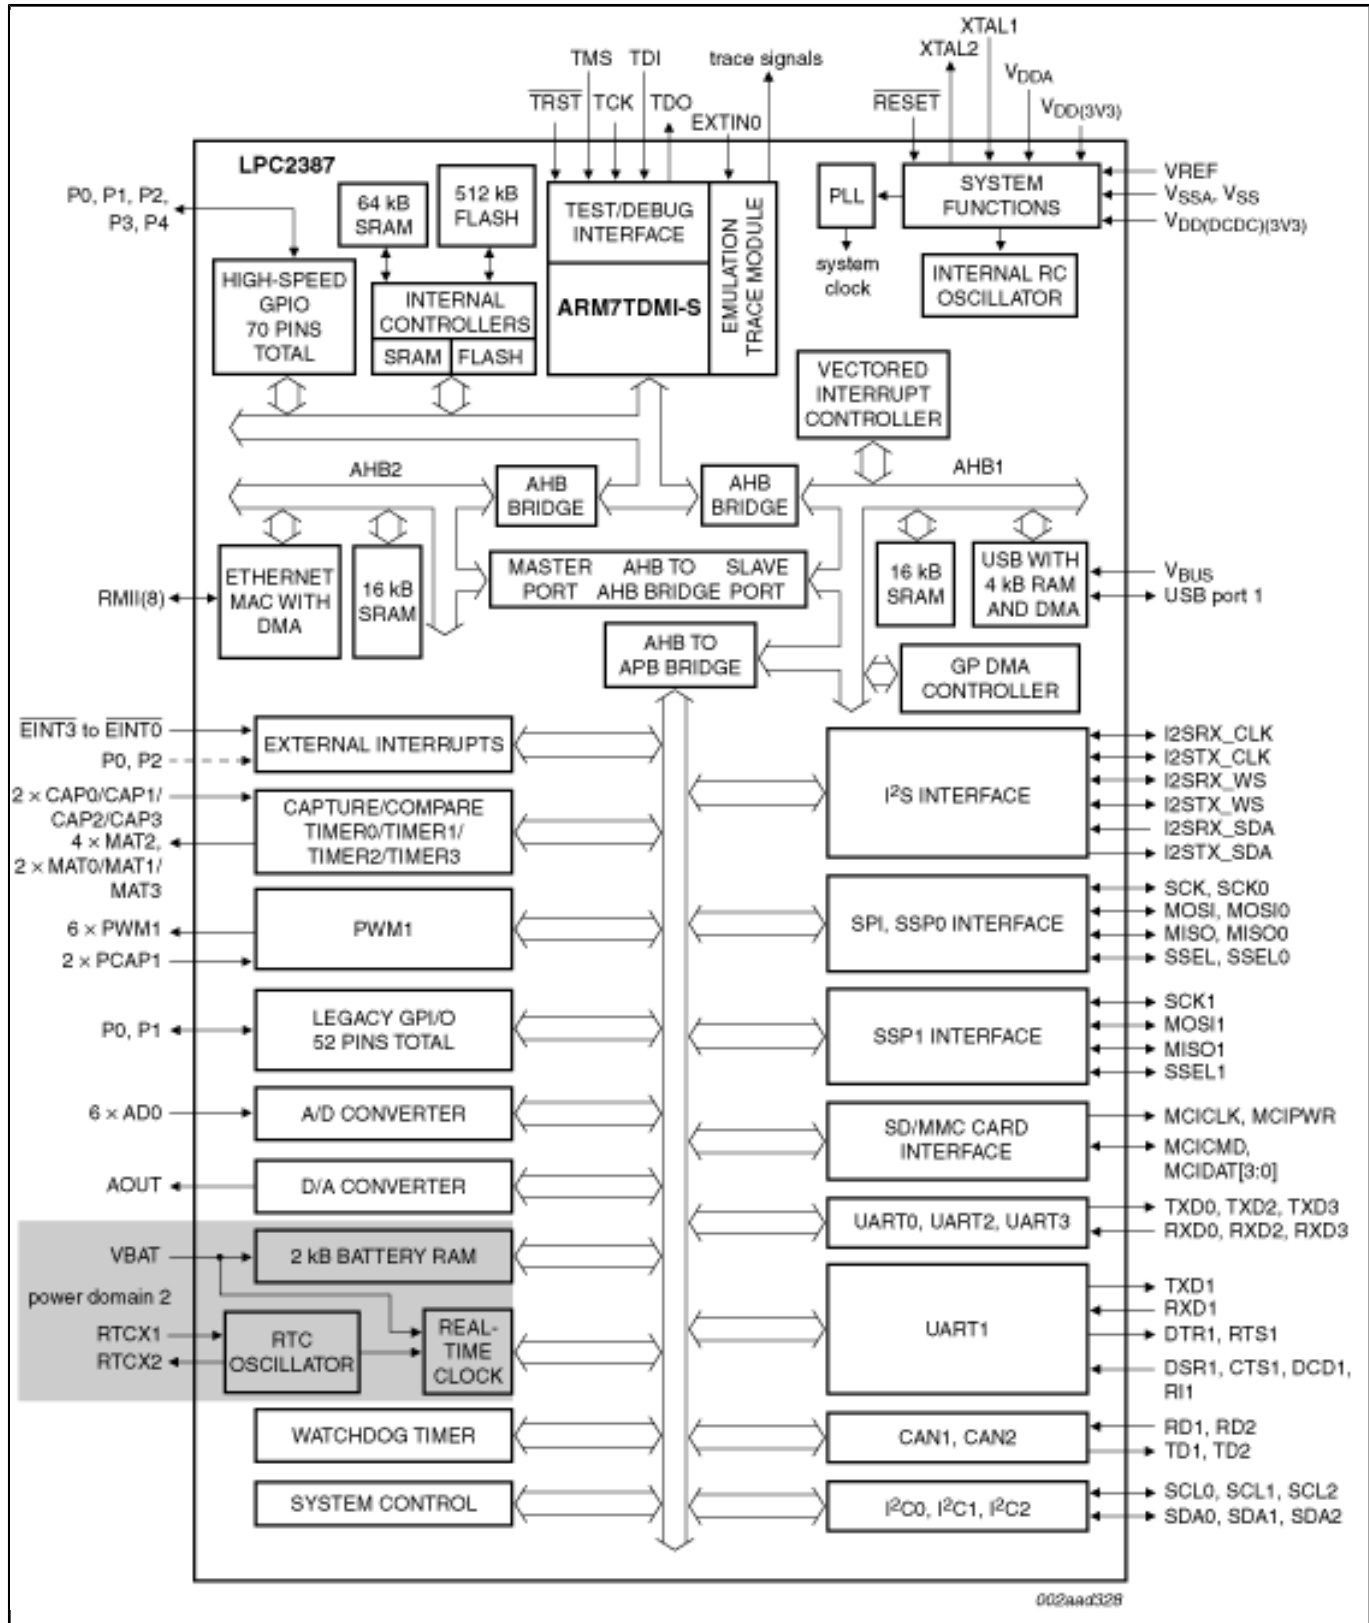 XTAL1
XTAL2
TMS TDI
trace signals
VDDA
TRST TCK TDO
RESET
VDD(3V3)
EXTIN0
LPC2387
P0, P1, P2,
P3, P4
64 kB
SRAM
512 kB
FLASH
TEST/DEBUG
INTERFACE
EMULATION
TRACE MODULE
PLL
SYSTEM
FUNCTIONS
VREF
VSSA, VSS
VDD(DCDC)(3V3)
system
clock
HIGH-SPEED
GPIO
70 PINS
TOTAL
INTERNAL
CONTROLLERS
SRAM FLASH
ARM7TDMI-S
INTERNAL RC
OSCILLATOR
VECTORED
INTERRUPT
CONTROLLER
AHB2
AHB
BRIDGE
AHB
BRIDGE
AHB1
RMII(8)
ETHERNET
MAC WITH
DMA
16 kB
SRAM
MASTER AHB TO SLAVE
PORT AHB BRIDGE PORT
16 kB
SRAM
USB WITH
4 kB RAM
AND DMA
VBUS
USB port 1
AHB TO
APB BRIDGE
GP DMA
CONTROLLER
EINT3 to EINT0
P0, P2
EXTERNAL INTERRUPTS
2 × CAP0/CAP1/
CAP2/CAP3
4 × MAT2,
2 × MAT0/MAT1/
MAT3
CAPTURE/COMPARE
TIMER0/TIMER1/
TIMER2/TIMER3
I²S INTERFACE
I2SRX_CLK
I2STX_CLK
I2SRX_WS
I2STX_WS
I2SRX_SDA
I2STX_SDA
6 × PWM1
2 × PCAP1
PWM1
SPI, SSP0 INTERFACE
SCK, SCK0
MOSI, MOSI0
MISO, MISO0
SSEL, SSEL0
P0, P1
LEGACY GPI/O
52 PINS TOTAL
SSP1 INTERFACE
SCK1
MOSI1
MISO1
SSEL1
6 × AD0
A/D CONVERTER
SD/MMC CARD
INTERFACE
MCICLK, MCIPWR
MCICMD,
MCIDAT[3:0]
AOUT
D/A CONVERTER
UART0, UART2, UART3
TXD0, TXD2, TXD3
RXD0, RXD2, RXD3
VBAT
2 kB BATTERY RAM
power domain 2
RTCX1
RTCX2
RTC
OSCILLATOR
REAL-
TIME
CLOCK
UART1
TXD1
RXD1
DTR1, RTS1
DSR1, CTS1, DCD1,
RI1
WATCHDOG TIMER
CAN1, CAN2
RD1, RD2
TD1, TD2
SYSTEM CONTROL
I²C0, I²C1, I²C2
SCL0, SCL1, SCL2
SDA0, SDA1, SDA2
002aad328